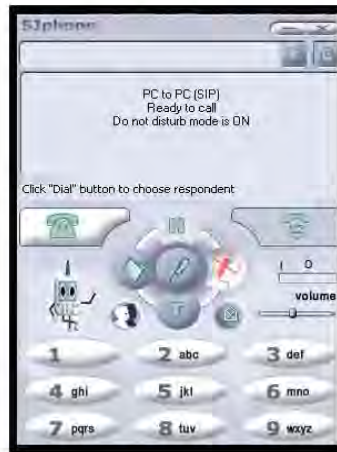 SJphone
PC to PC (SIP)
Ready to call
Do not disturb mode is ON
Click "Dial" button to choose respondent
T
1 0
volume
1
2 abc
3 def
4 ghi
5 jkl
6 mno
7 pqrs
8 tuv
9 wxyz